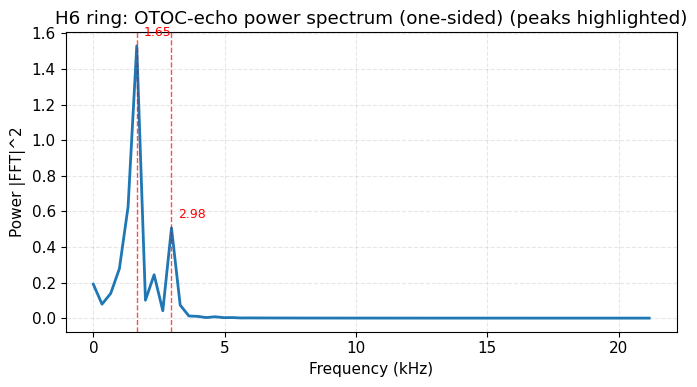 H6 ring: OTOC-echo power spectrum (one-sided) (peaks highlighted)
1.65
2.98
Power |FFT|^2
1.6
1.4
1.2
1.0
0.8
0.6
0.4
0.2
0.0
0 5 10 15 20
Frequency (kHz)